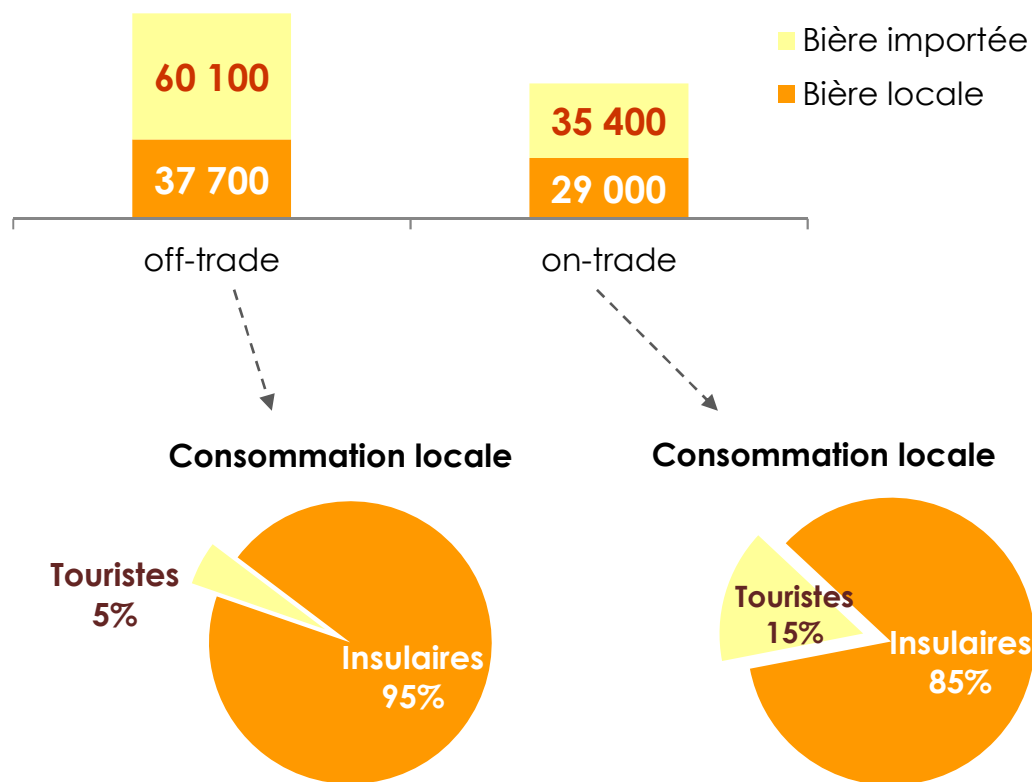 Bière importée
Bière locale
60 100
37 700
35 400
29 000
off-trade
on-trade
Consommation locale
Touristes
5%
Insulaires
95%
Consommation locale
Touristes
15%
Insulaires
85%